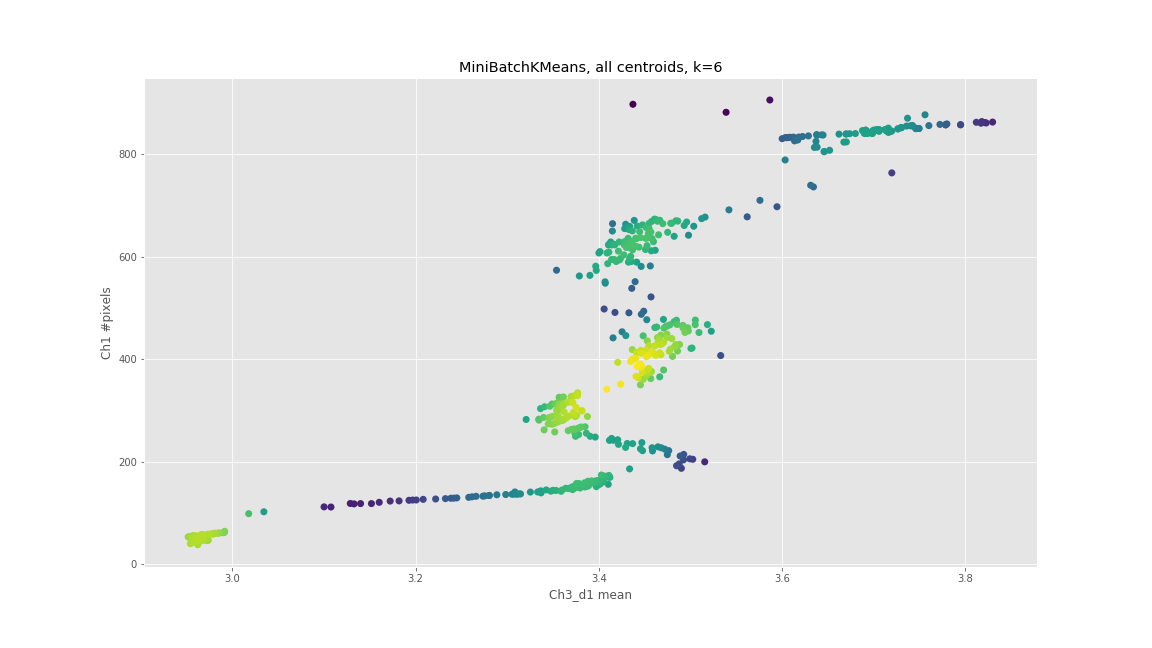 MiniBatchKMeans, all centroids, k=6
Ch1 #pixels
800
600
400
200
0
3.0 3.2 3.4 3.6 3.8
Ch3_d1 mean